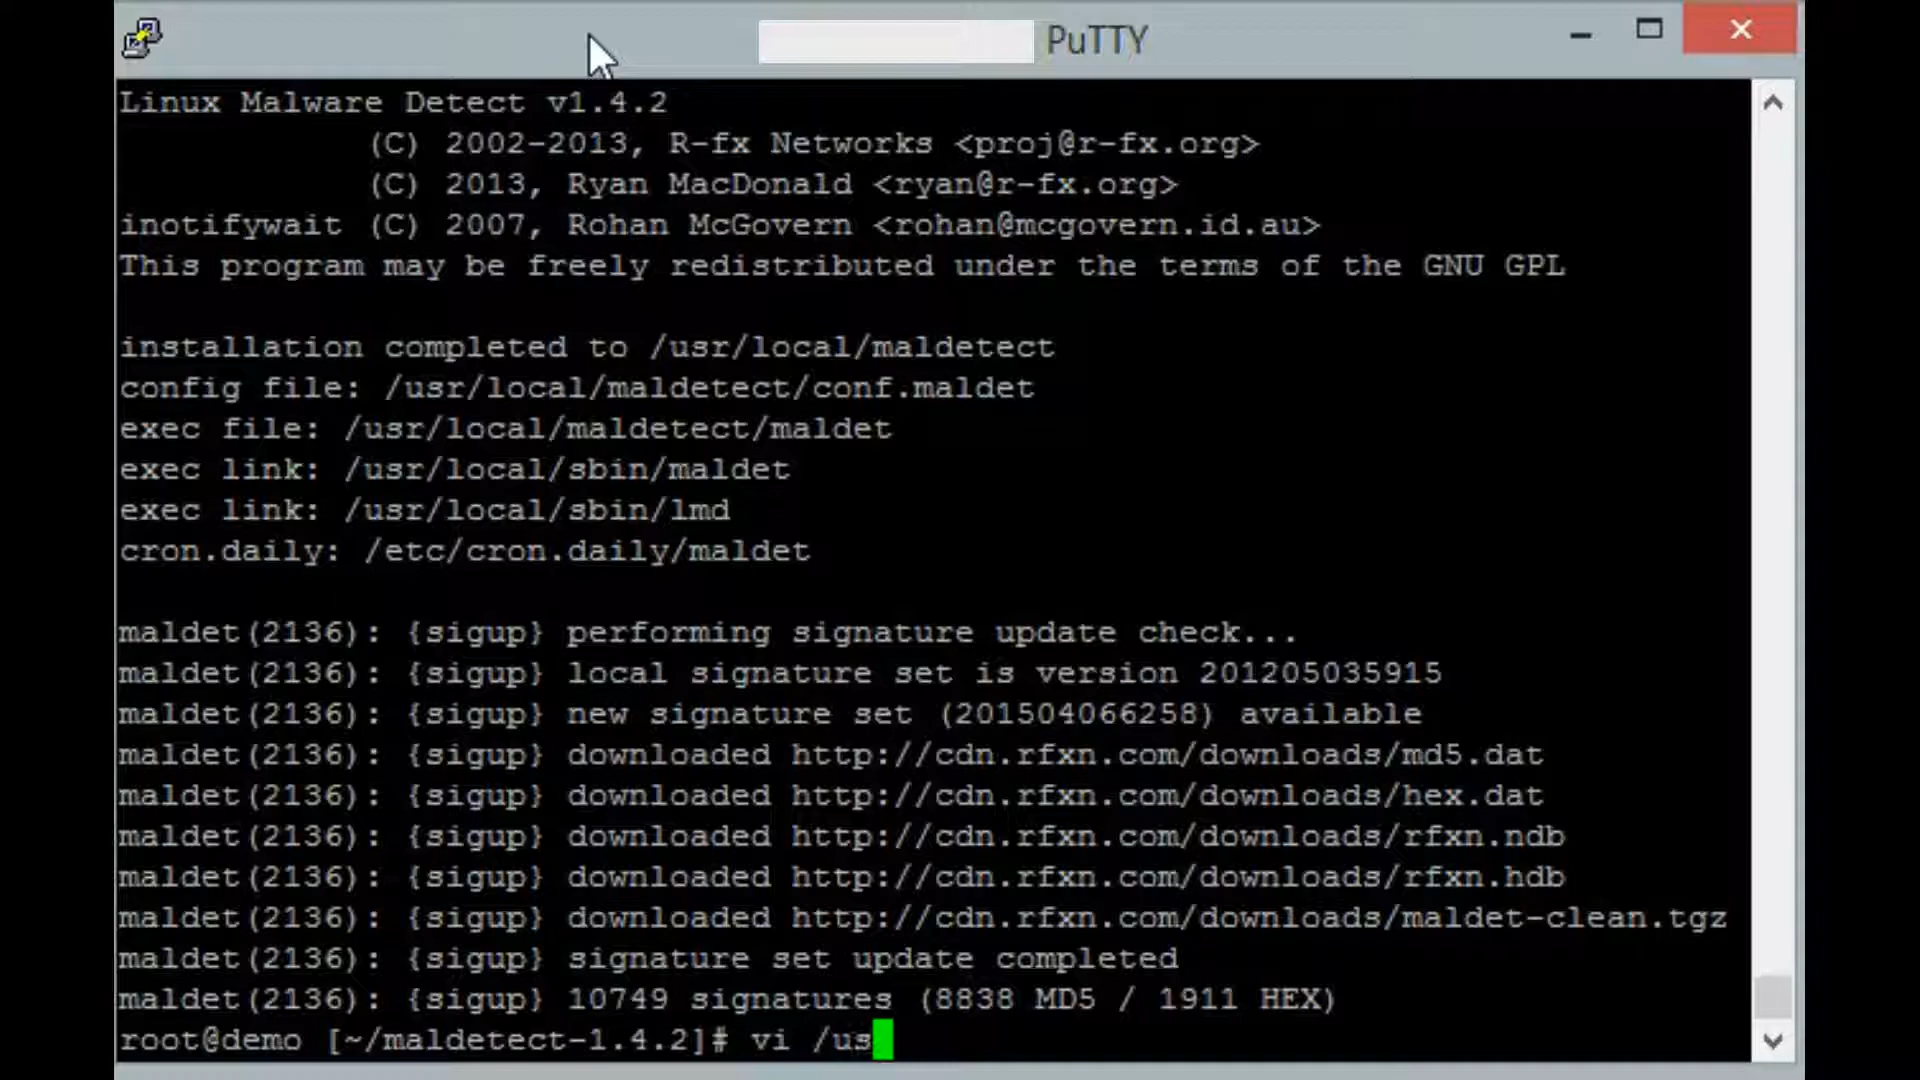 PuTTY
Linux Malware Detect v1.4.2
(C) 2002-2013, R-fx Networks <proj@r-fx.org>
(C) 2013, Ryan MacDonald <ryan@r-fx.org>
inotifywait (C) 2007, Rohan McGovern <rohan@mcgovern.id.au>
This program may be freely redistributed under the terms of the GNU GPL
installation completed to /usr/local/maldetect
config file: /usr/local/maldetect/conf.maldet
exec file: /usr/local/maldetect/maldet
exec link: /usr/local/sbin/maldet
exec link: /usr/local/sbin/lmd
cron.daily: /etc/cron.daily/maldet
maldet(2136): {sigup} performing signature update check...
maldet(2136): {sigup} local signature set is version 201205035915
maldet(2136): {sigup} new signature set (201504066258) available
maldet(2136): {sigup} downloaded http://cdn.rfxn.com/downloads/md5.dat
maldet(2136): {sigup} downloaded http://cdn.rfxn.com/downloads/hex.dat
maldet(2136): {sigup} downloaded http://cdn.rfxn.com/downloads/rfxn.ndb
maldet(2136): {sigup} downloaded http://cdn.rfxn.com/downloads/rfxn.hdb
maldet(2136): {sigup} downloaded http://cdn.rfxn.com/downloads/maldet-clean.tgz
maldet(2136): {sigup} signature set update completed
maldet(2136): {sigup} 10749 signatures (8838 MD5 / 1911 HEX)
root@demo [~/maldetect-1.4.2]# vi /us